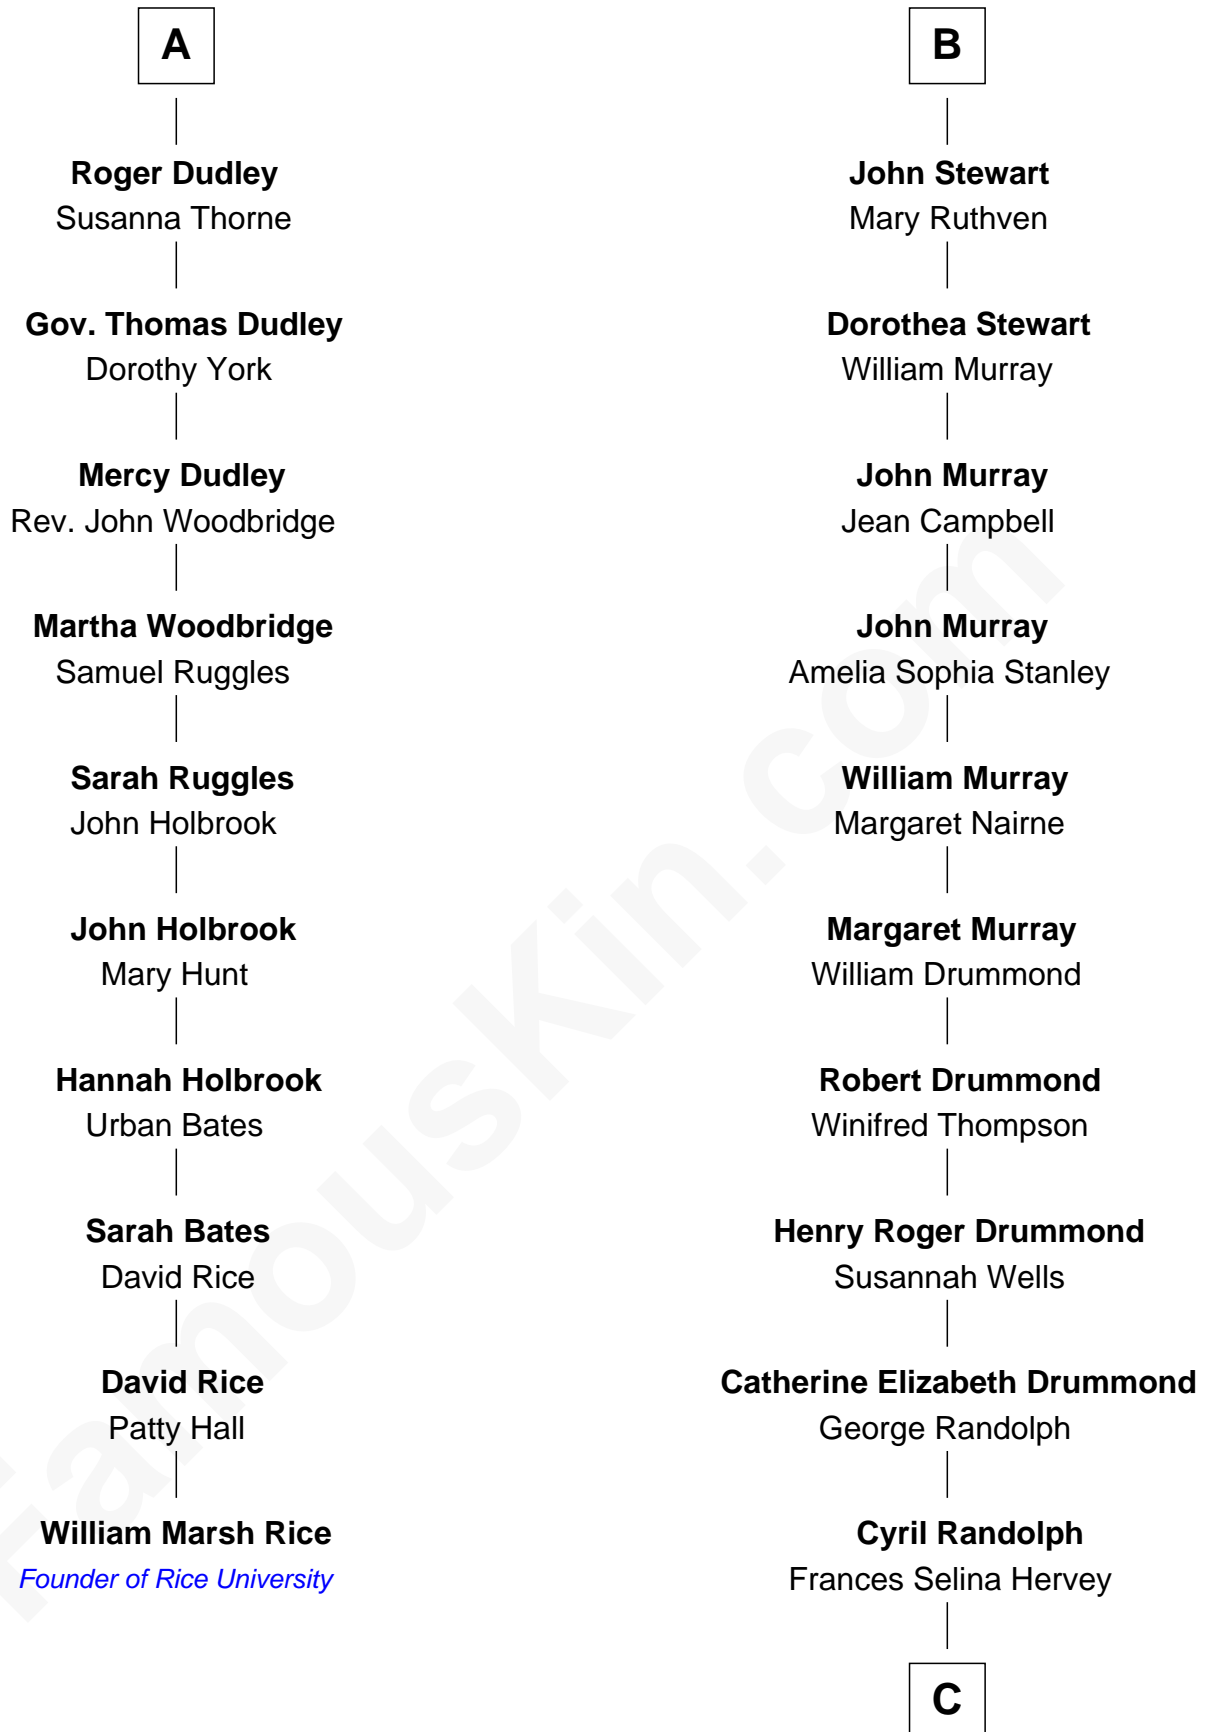 A
Roger Dudley
Susanna Thorne
Gov. Thomas Dudley
Dorothy York
Mercy Dudley
Rev. John Woodbridge
Martha Woodbridge
Samuel Ruggles
Sarah Ruggles
John Holbrook
John Holbrook
Mary Hunt
Hannah Holbrook
Urban Bates
Sarah Bates
David Rice
David Rice
Patty Hall
William Marsh Rice
Founder of Rice University
B
John Stewart
Mary Ruthven
Dorothea Stewart
William Murray
John Murray
Jean Campbell
John Murray
Amelia Sophia Stanley
William Murray
Margaret Nairne
Margaret Murray
William Drummond
Robert Drummond
Winifred Thompson
Henry Roger Drummond
Susannah Wells
Catherine Elizabeth Drummond
George Randolph
Cyril Randolph
Frances Selina Hervey
C
FamousKin.com